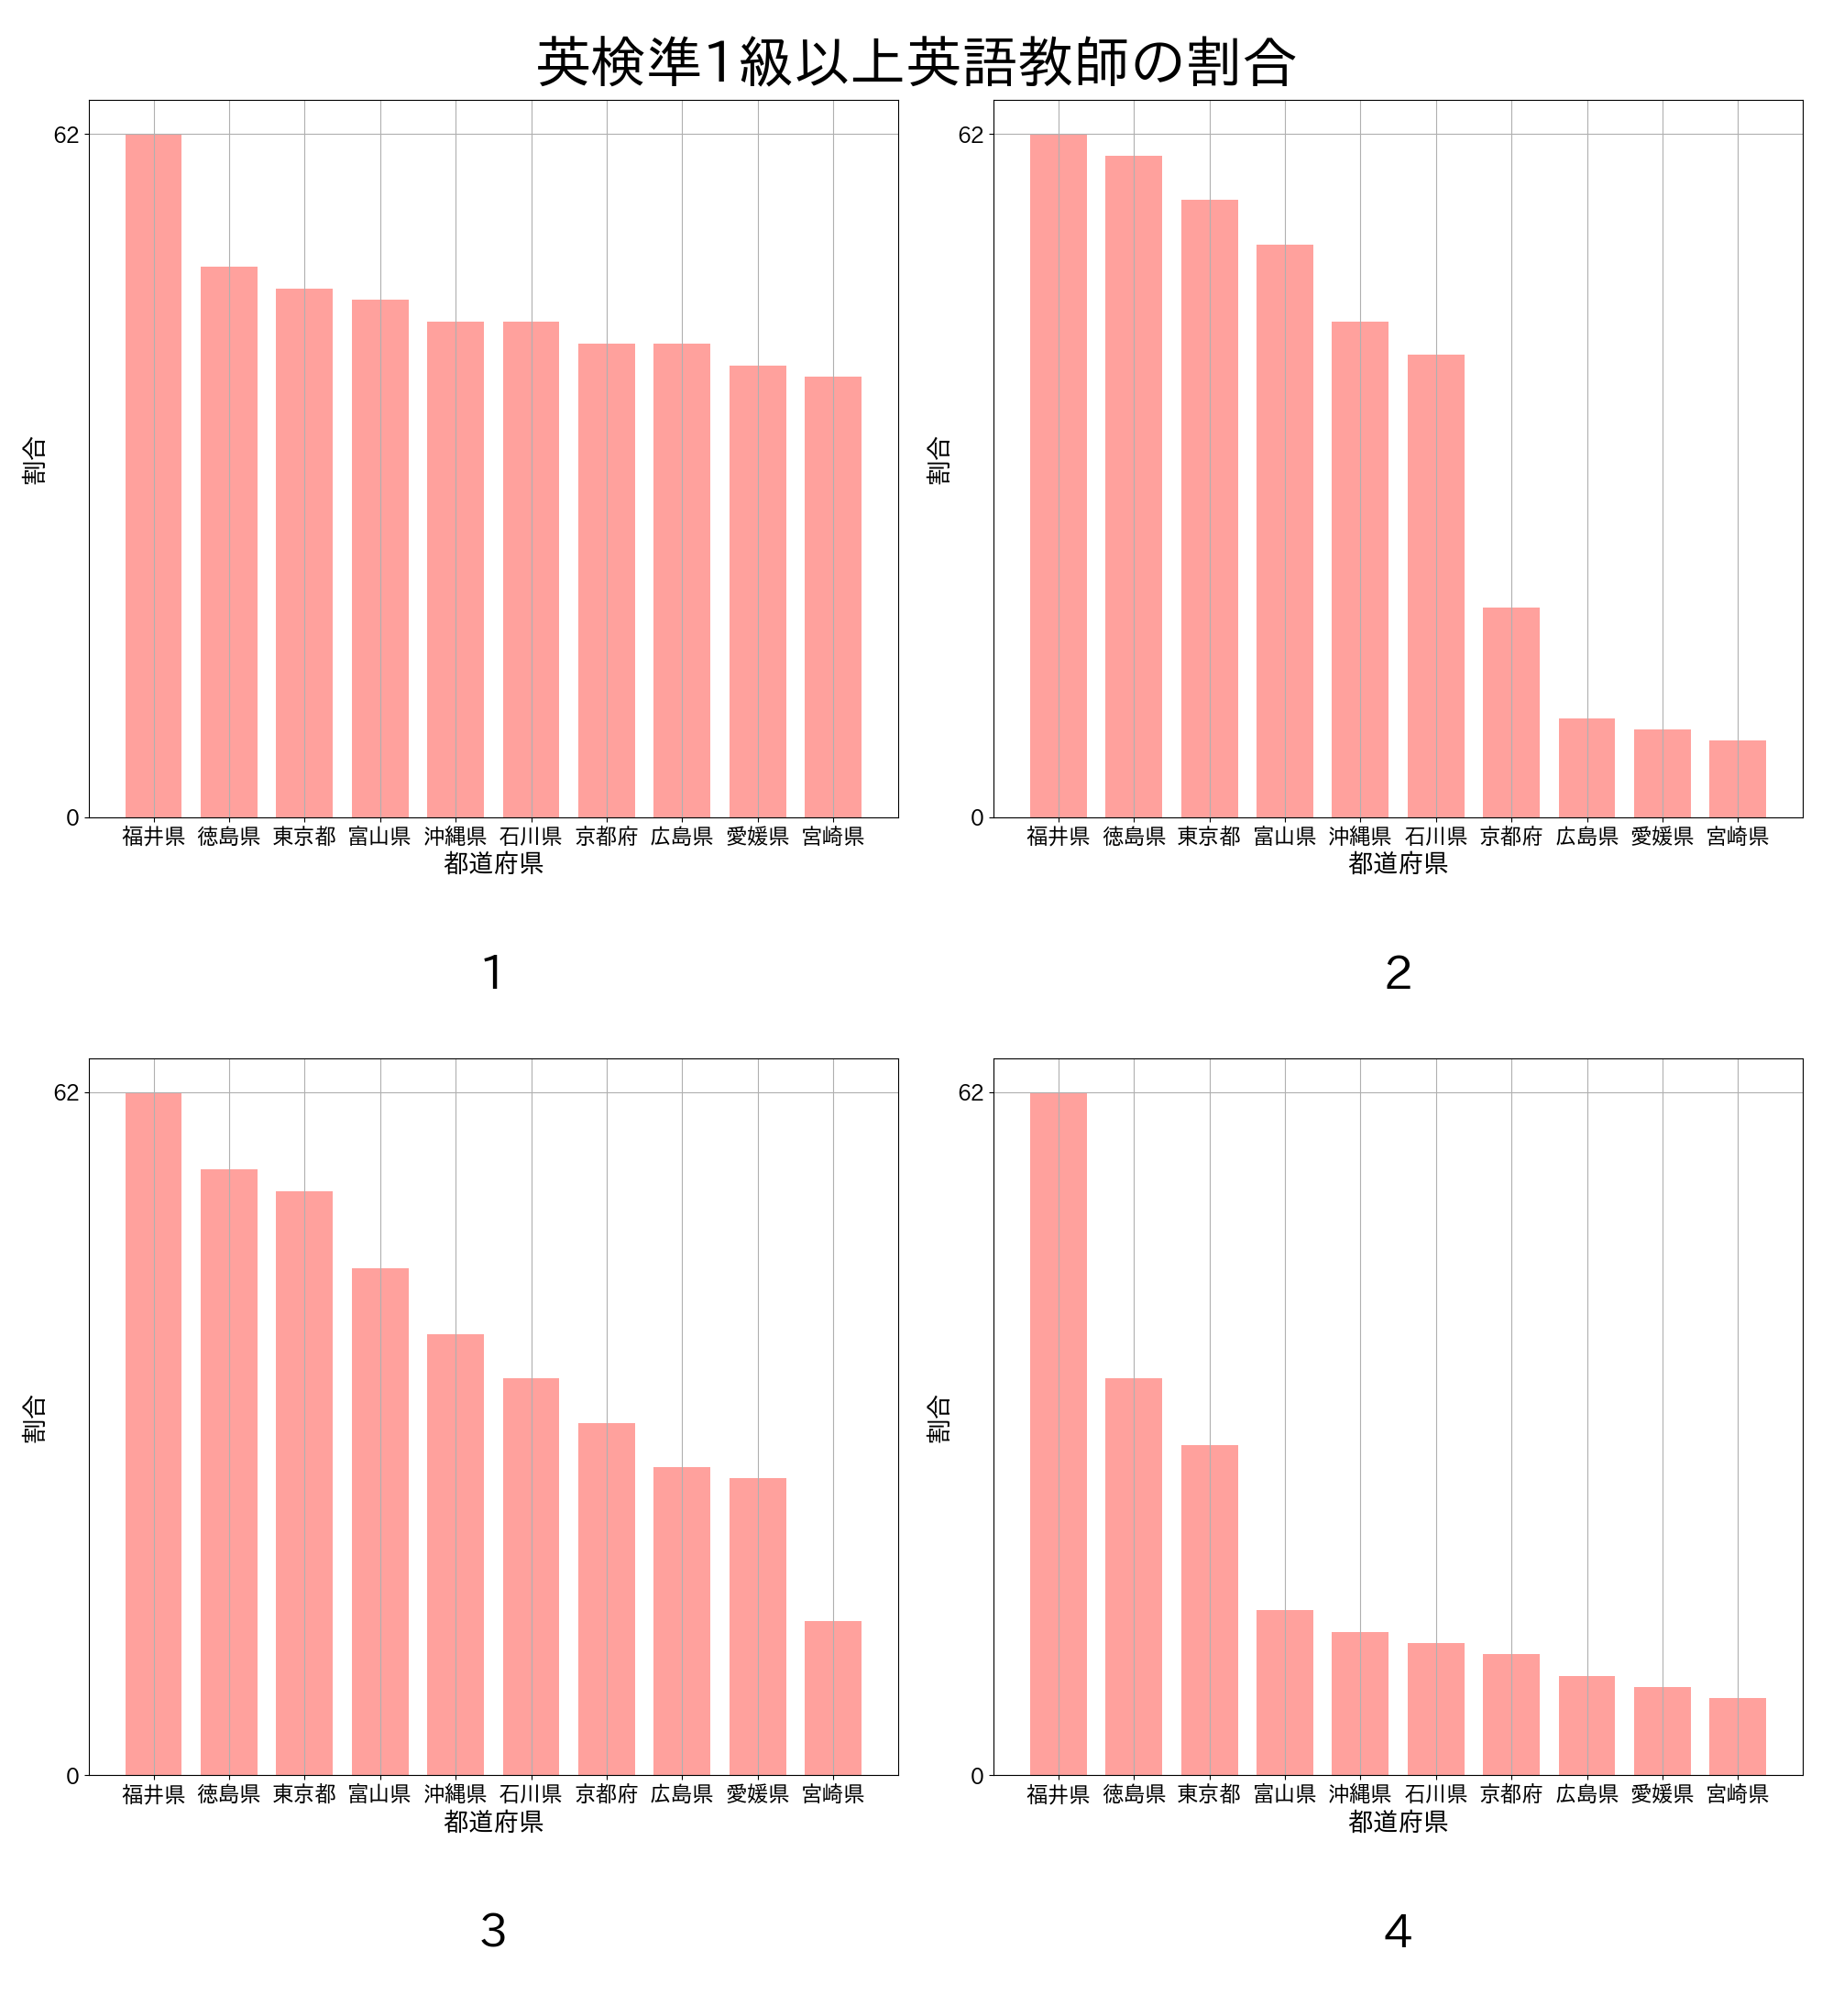 英検準1級以上英語教師の割合
62
0
割合
福井県 徳島県 東京都 富山県 沖縄県 石川県 京都府 広島県 愛媛県 宮崎県
都道府県
1
62
0
割合
福井県 徳島県 東京都 富山県 沖縄県 石川県 京都府 広島県 愛媛県 宮崎県
都道府県
2
62
0
割合
福井県 徳島県 東京都 富山県 沖縄県 石川県 京都府 広島県 愛媛県 宮崎県
都道府県
3
62
0
割合
福井県 徳島県 東京都 富山県 沖縄県 石川県 京都府 広島県 愛媛県 宮崎県
都道府県
4